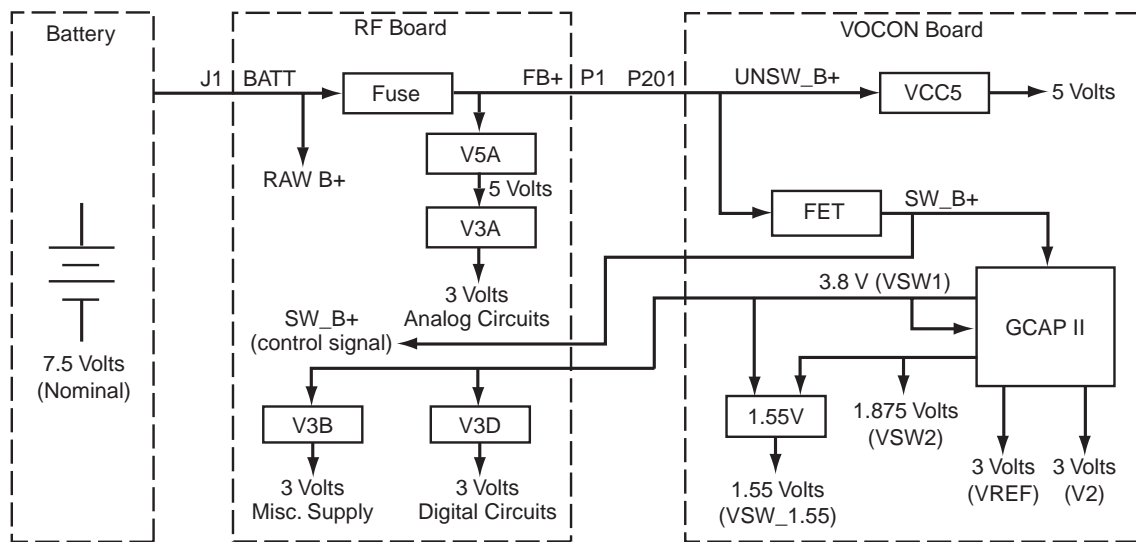 Battery
7.5 Volts
(Nominal)
RF Board
J1
BATT
Fuse
FB+
P1
P201
RAW B+
V5A
5 Volts
V3A
3 Volts
Analog Circuits
SW_B+
(control signal)
V3B
V3D
3 Volts
Misc. Supply
3 Volts
Digital Circuits
VOCON Board
UNSW_B+
VCC5
5 Volts
FET
SW_B+
3.8 V (VSW1)
GCAP II
1.55V
1.875 Volts
(VSW2)
1.55 Volts
(VSW_1.55)
3 Volts
(VREF)
3 Volts
(V2)